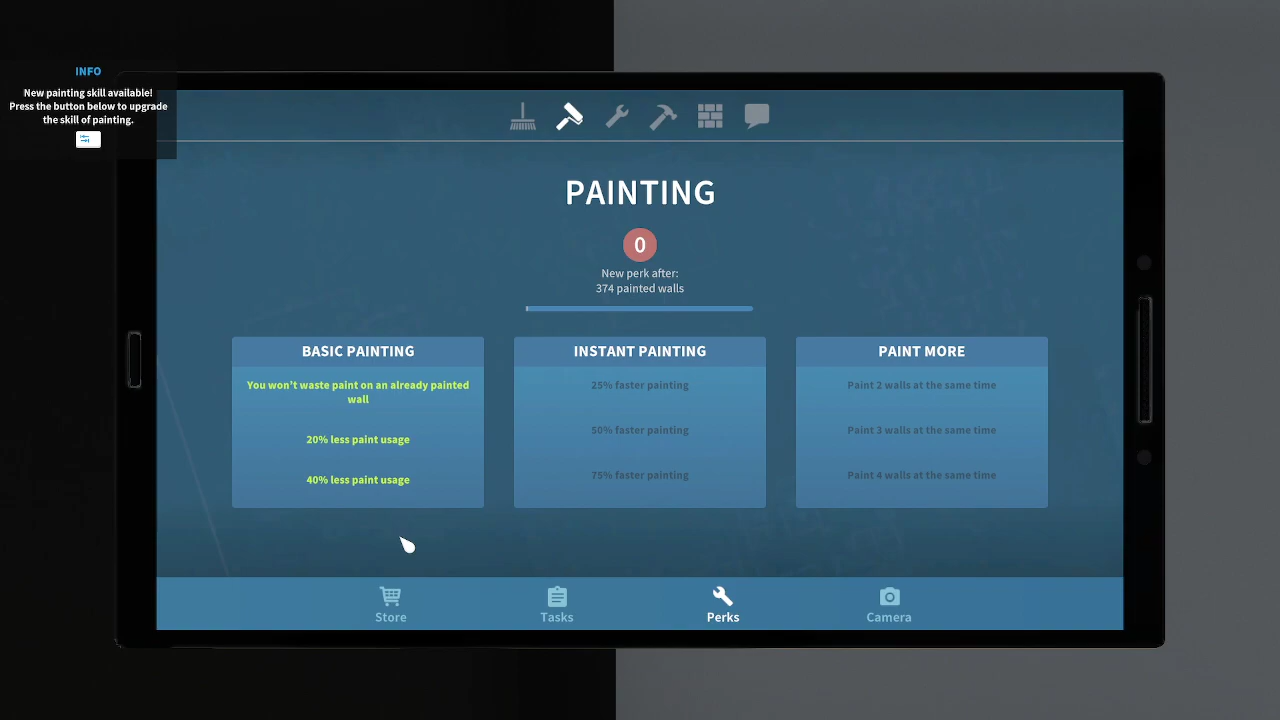 INFO
New painting skill available!
Press the button below to upgrade
the skill of painting.
PAINTING
0
New perk after:
374 painted walls
BASIC PAINTING
You won't waste paint on an already painted
wall
20% less paint usage
40% less paint usage
INSTANT PAINTING
25% faster painting
50% faster painting
75% faster painting
PAINT MORE
Paint 2 walls at the same time
Paint 3 walls at the same time
Paint 4 walls at the same time
Store
Tasks
Perks
Camera